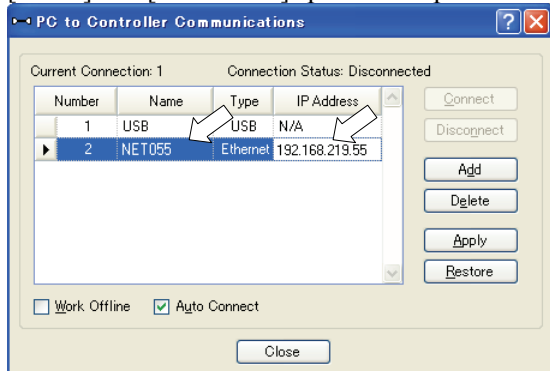 PC to Controller Communications
Current Connection: 1 Connection Status: Disconnected
Number Name Type IP Address
1 USB USB N/A
2 NET055 Ethernet 192.168.219.55
Connect
Disconnect
Add
Delete
Apply
Restore
Work Offline Auto Connect
Close